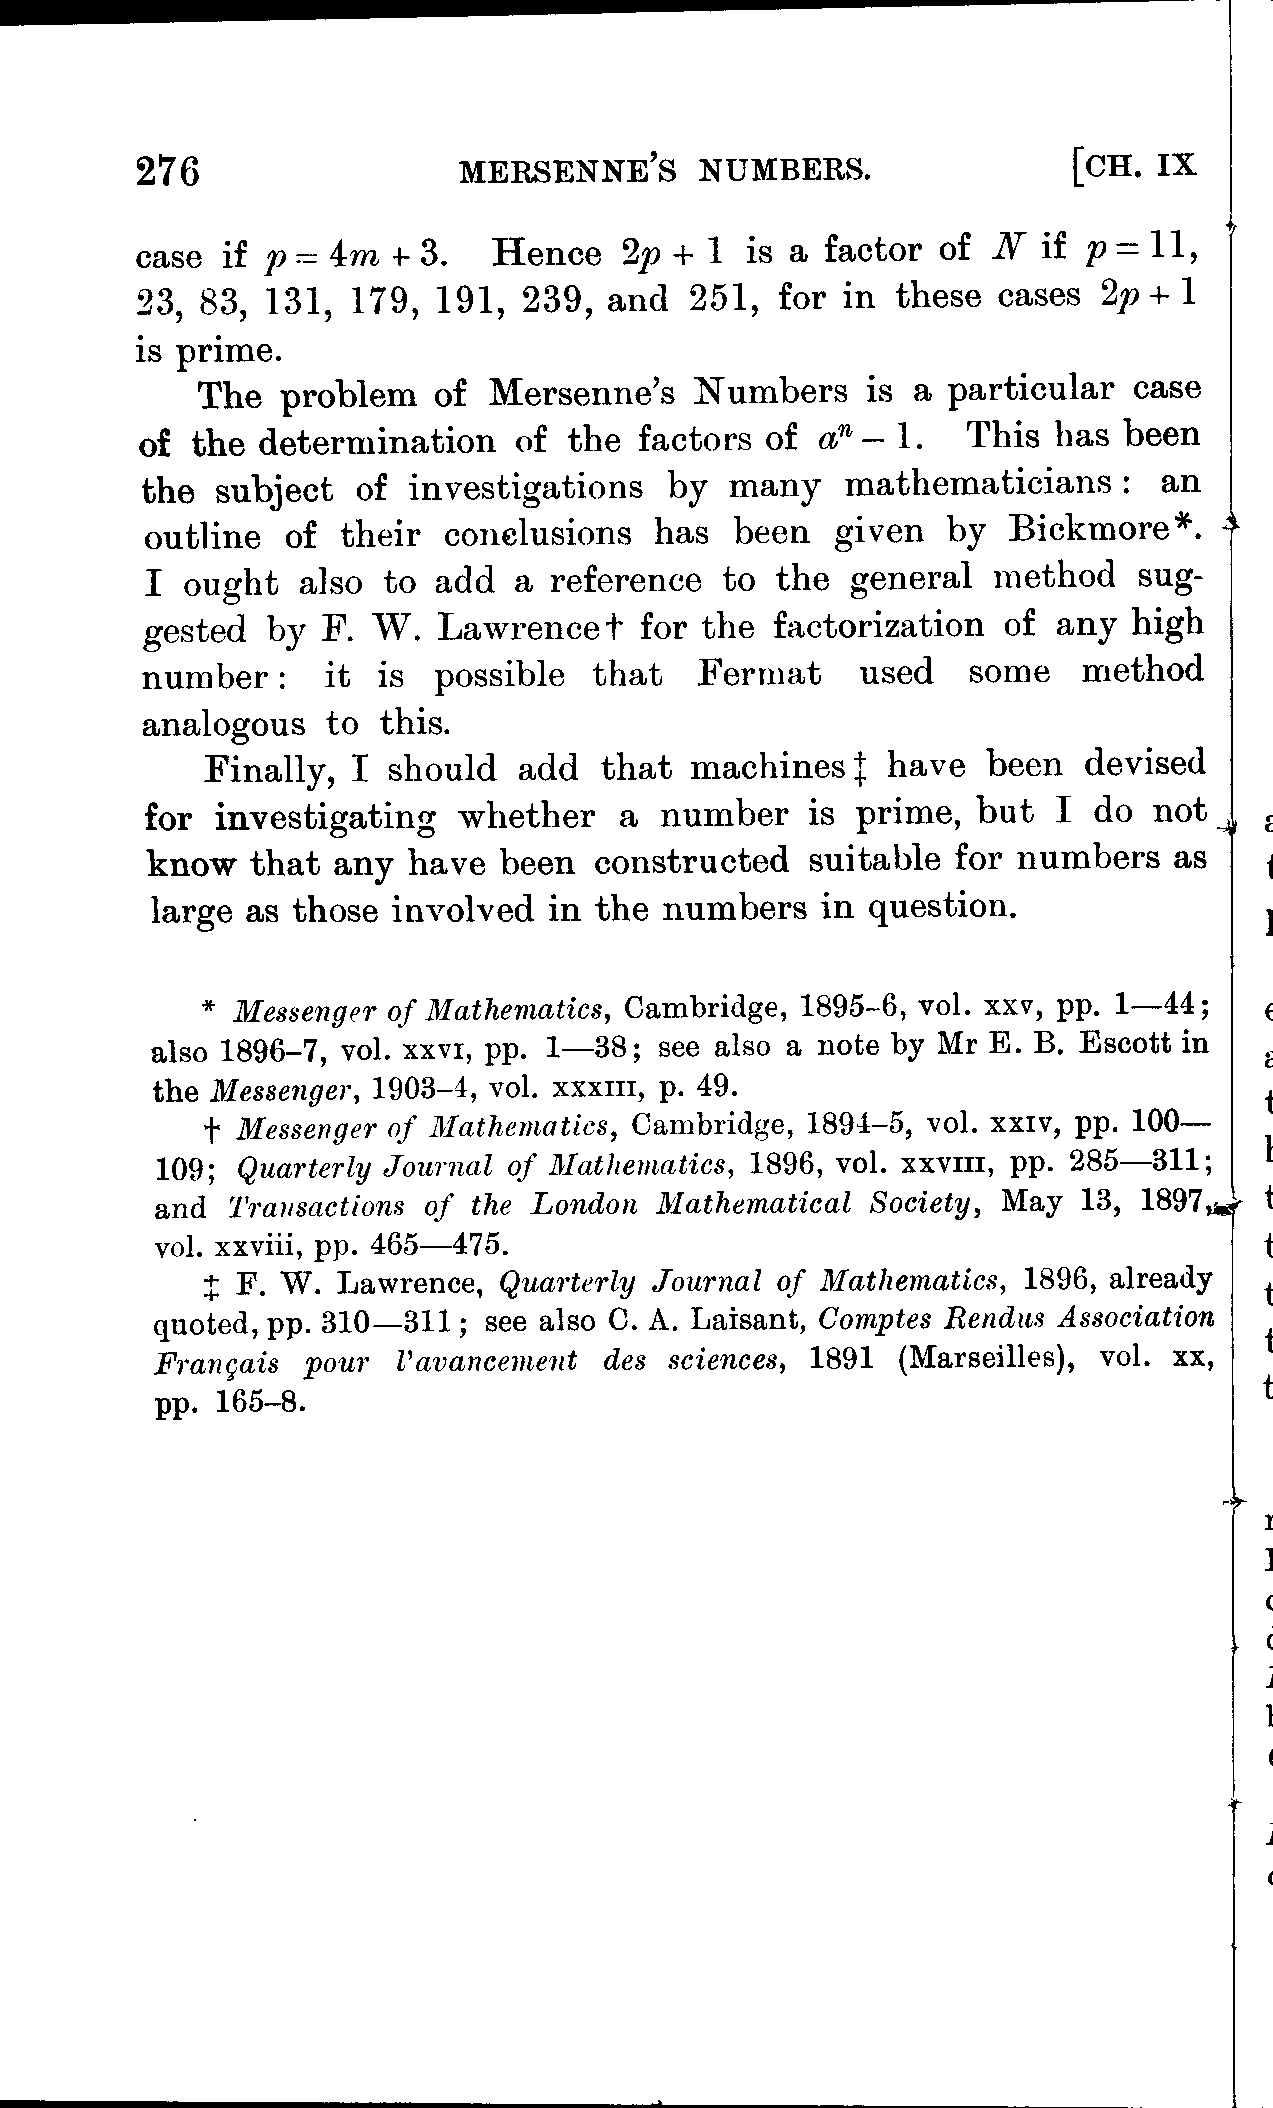 276 MERSENNE'S NUMBERS. [CH. IX
case if p = 4m + 3. Hence 2p + 1 is a factor of N if p = 11,
23, 83, 131, 179, 191, 239, and 251, for in these cases 2p + 1
is prime.
The problem of Mersenne's Numbers is a particular case
of the determination of the factors of aⁿ – 1. This has been
the subject of investigations by many mathematicians: an
outline of their conclusions has been given by Bickmore*.
I ought also to add a reference to the general method sug-
gested by F. W. Lawrence† for the factorization of any high
number: it is possible that Fermat used some method
analogous to this.
Finally, I should add that machines‡ have been devised
for investigating whether a number is prime, but I do not
know that any have been constructed suitable for numbers as
large as those involved in the numbers in question.
* Messenger of Mathematics, Cambridge, 1895–6, vol. xxv, pp. 1—44;
also 1896–7, vol. xxvi, pp. 1—38; see also a note by Mr E. B. Escott in
the Messenger, 1903–4, vol. xxxiii, p. 49.
† Messenger of Mathematics, Cambridge, 1894–5, vol. xxiv, pp. 100—
109; Quarterly Journal of Mathematics, 1896, vol. xxviii, pp. 285—311;
and Transactions of the London Mathematical Society, May 13, 1897,
vol. xxviii, pp. 465—475.
‡ F. W. Lawrence, Quarterly Journal of Mathematics, 1896, already
quoted, pp. 310—311; see also C. A. Laisant, Comptes Rendus Association
Français pour l'avancement des sciences, 1891 (Marseilles), vol. xx,
pp. 165–8.